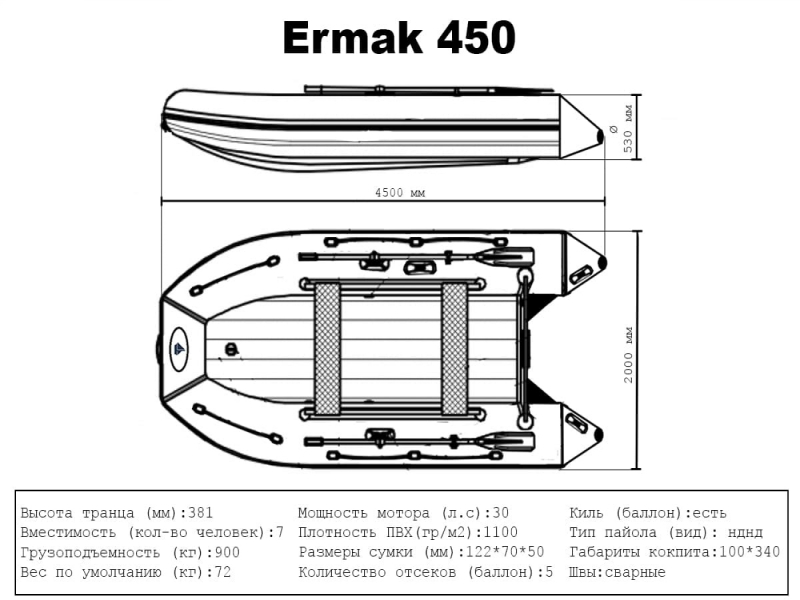 Ermak 450
Ø 530 мм
4500 мм
2000 мм
Высота транца (мм):381
Вместимость (кол-во человек):7
Грузоподъемность (кг):900
Вес по умолчанию (кг):72
Мощность мотора (л.с):30
Плотность ПВХ(гр/м2):1100
Размеры сумки (мм):122*70*50
Количество отсеков (баллон):5
Киль (баллон):есть
Тип пайола (вид): нднд
Габариты кокпита:100*340
Швы:сварные